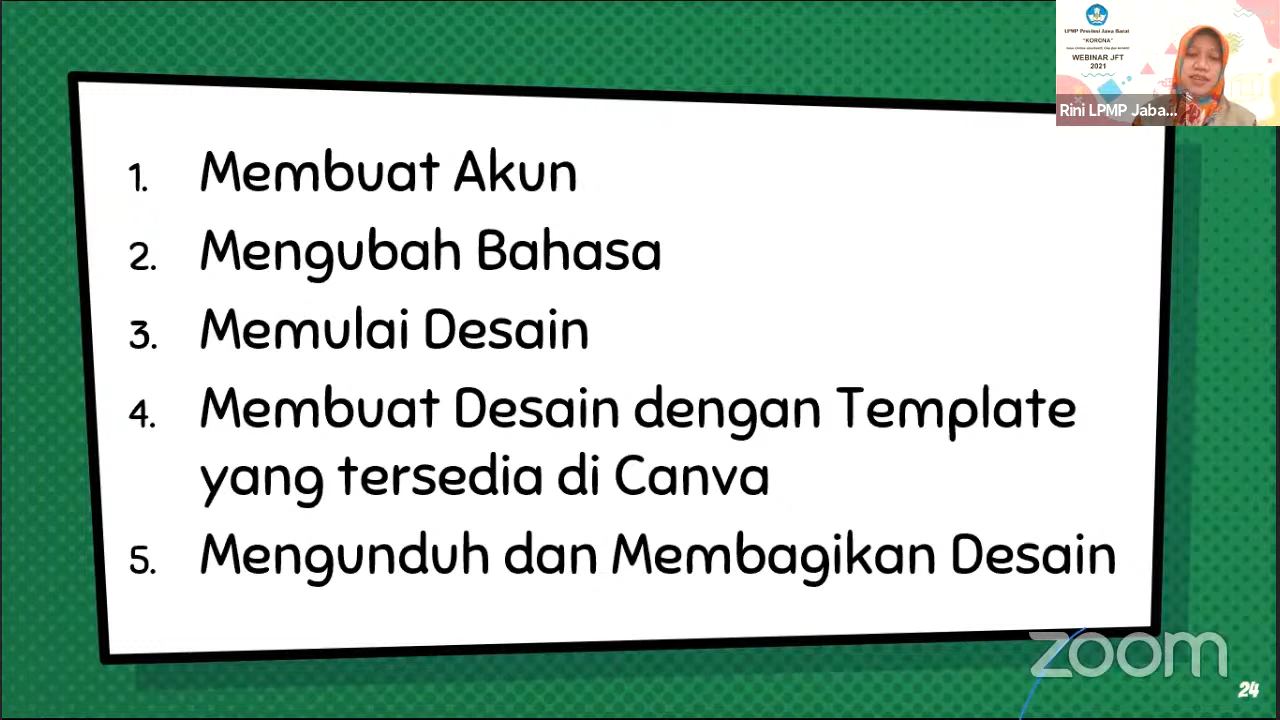 LPMP Provinsi Jawa Barat
"KORONA"
WEBINAR JFT
2021
Rini LPMP Jaba...
1. Membuat Akun
2. Mengubah Bahasa
3. Memulai Desain
4. Membuat Desain dengan Template
yang tersedia di Canva
5. Mengunduh dan Membagikan Desain
zoom
24